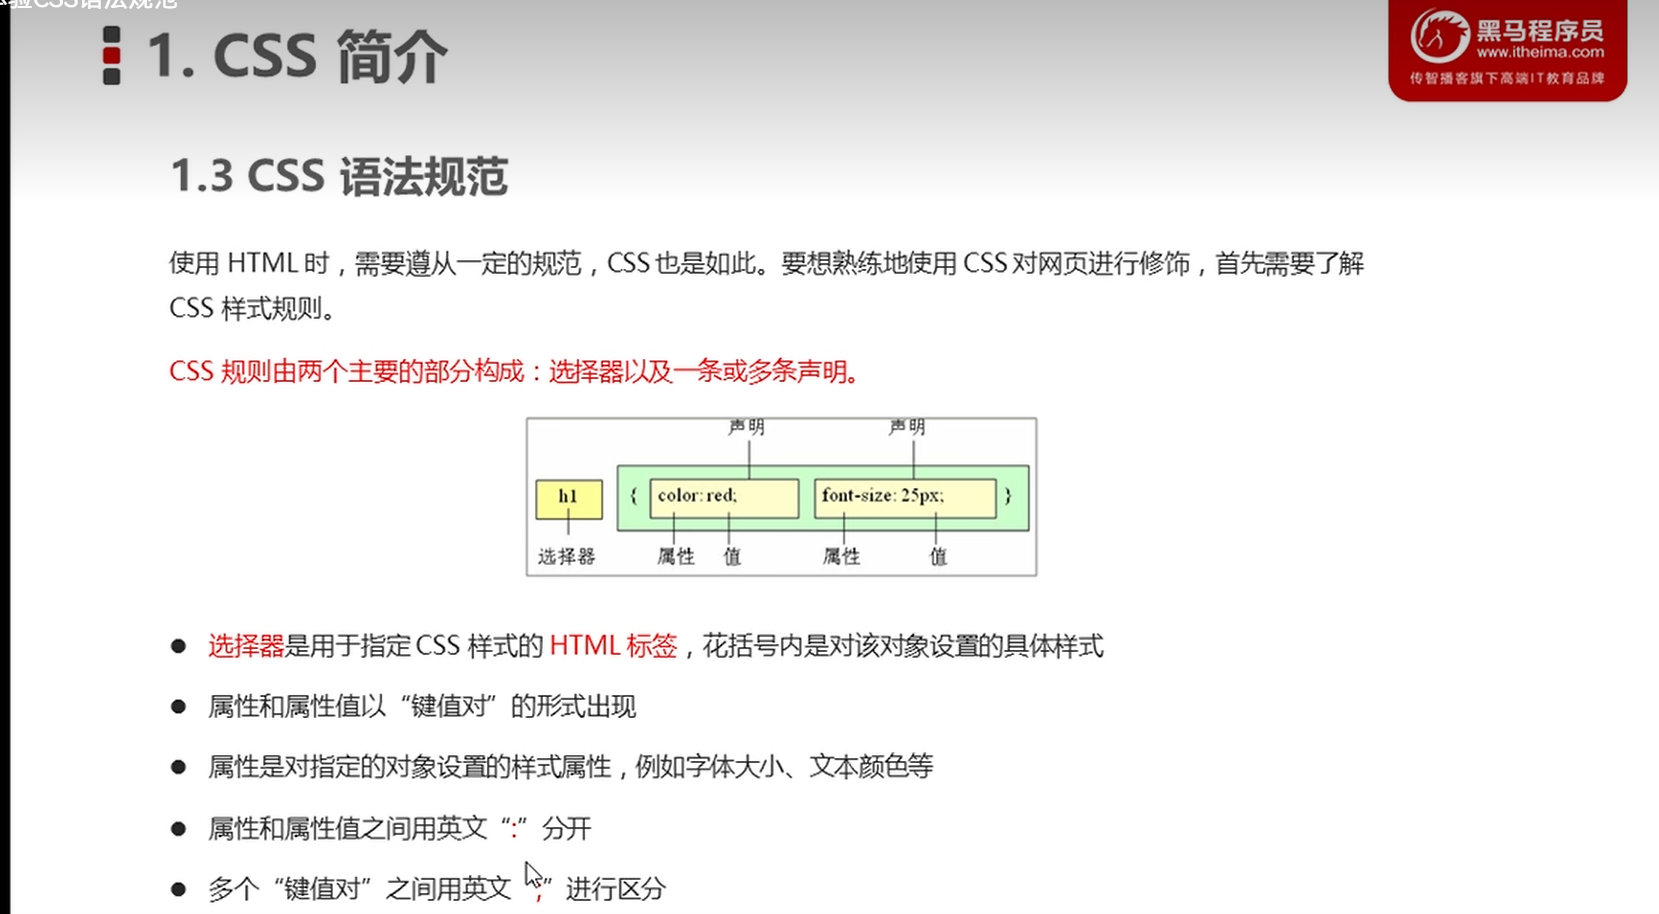 验CSS语法规范
1. CSS 简介
黑马程序员
www.itheima.com
传智播客旗下高端IT教育品牌
1.3 CSS 语法规范
使用 HTML 时，需要遵从一定的规范，CSS 也是如此。要想熟练地使用 CSS 对网页进行修饰，首先需要了解
CSS 样式规则。
CSS 规则由两个主要的部分构成：选择器以及一条或多条声明。
声明 声明
h1 { color: red; font-size: 25px; }
选择器 属性 值 属性 值
● 选择器是用于指定 CSS 样式的 HTML 标签，花括号内是对该对象设置的具体样式
● 属性和属性值以“键值对”的形式出现
● 属性是对指定的对象设置的样式属性，例如字体大小、文本颜色等
● 属性和属性值之间用英文“:”分开
● 多个“键值对”之间用英文“;”进行区分